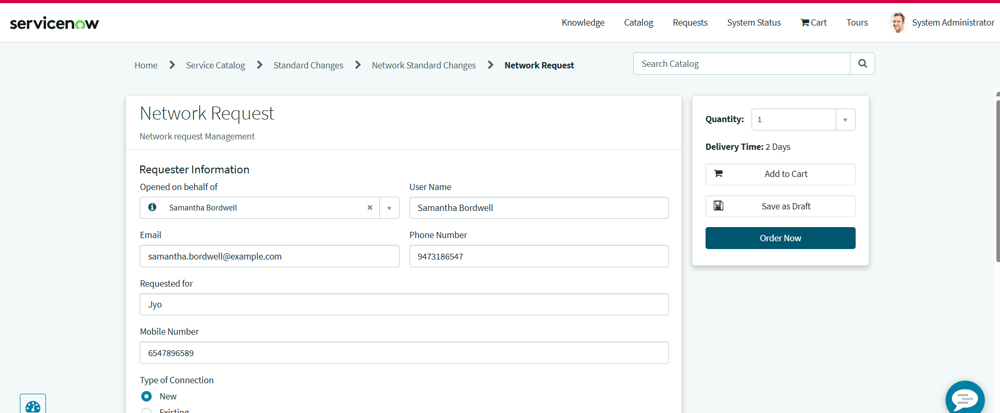 servicenow
Knowledge Catalog Requests System Status Cart Tours System Administrator
Home Service Catalog Standard Changes Network Standard Changes Network Request
Search Catalog
Network Request
Network request Management
Requester Information
Opened on behalf of
Samantha Bordwell
User Name
Samantha Bordwell
Email
samantha.bordwell@example.com
Phone Number
9473186547
Requested for
Jyo
Mobile Number
6547896589
Type of Connection
New
Existing
Quantity: 1
Delivery Time: 2 Days
Add to Cart
Save as Draft
Order Now